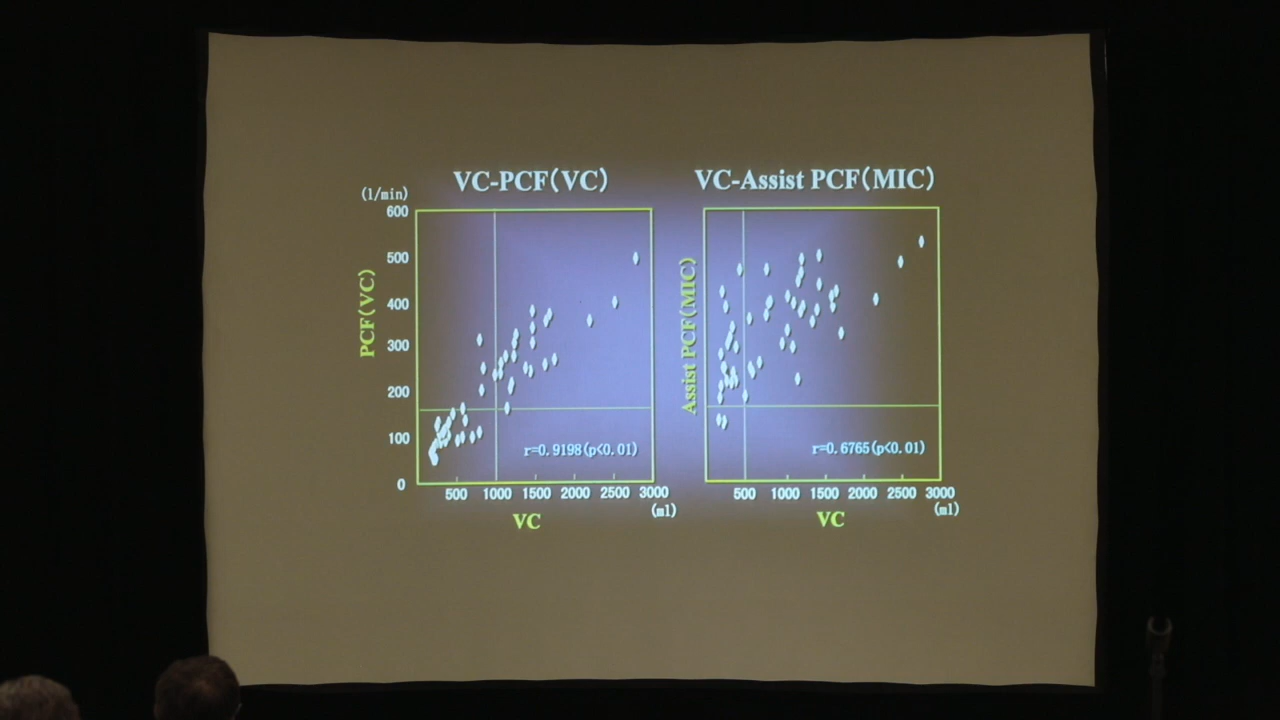 VC-PCF(VC)
(l/min)
600
500
400
300
200
100
0
PCF(VC)
r=0.9198(p<0.01)
500 1000 1500 2000 2500 3000
(ml)
VC
VC-Assist PCF(MIC)
Assist PCF(MIC)
r=0.6765(p<0.01)
500 1000 1500 2000 2500 3000
(ml)
VC